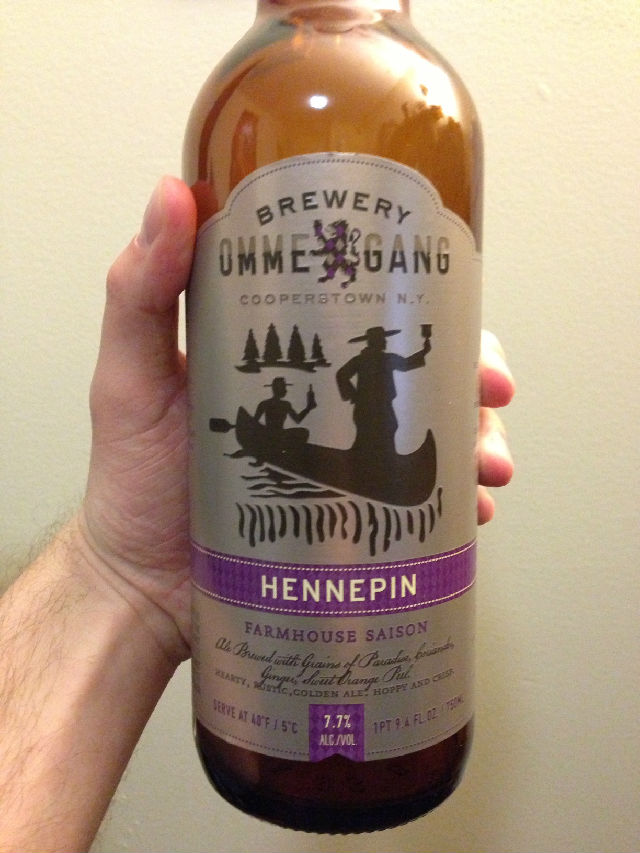 BREWERY
OMMEGANG
COOPERSTOWN N.Y.
HENNEPIN
FARMHOUSE SAISON
Ale Brewed with Grains of Paradise, Coriander,
Ginger, Sweet Orange Peel.
HEARTY, RUSTIC, GOLDEN ALE. HOPPY AND CRISP.
SERVE AT 40°F / 5°C
7.7%
ALC./VOL.
1PT 9.4 FL. OZ. / 750ML